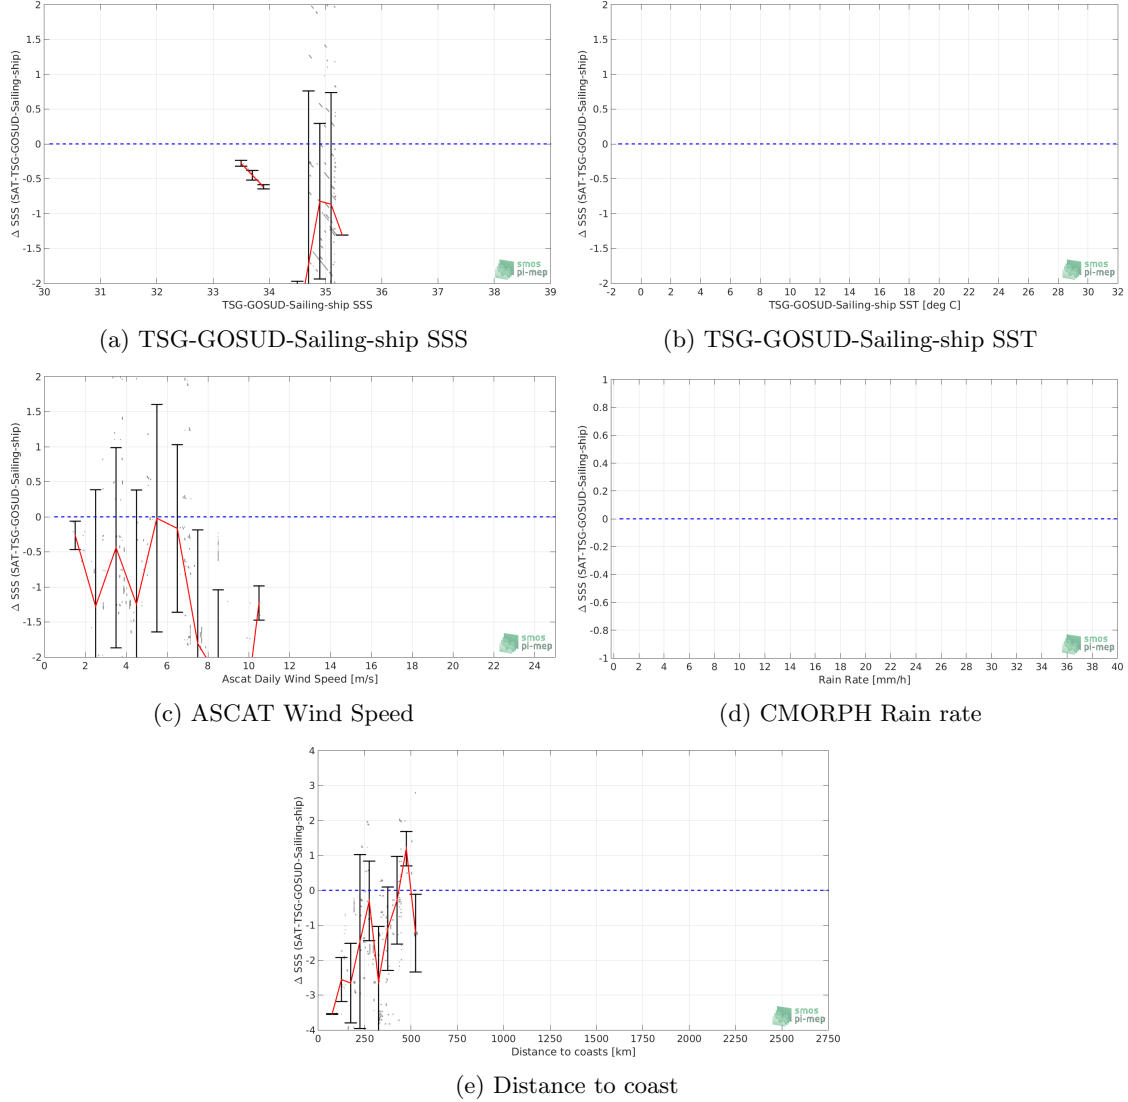 2
1.5
1
0.5
0
-0.5
-1
-1.5
-2
Δ SSS (SAT-TSG-GOSUD-Sailing-ship)
30 31 32 33 34 35 36 37 38 39
TSG-GOSUD-Sailing-ship SSS
smos
pi-mep
(a) TSG-GOSUD-Sailing-ship SSS
2
1.5
1
0.5
0
-0.5
-1
-1.5
-2
Δ SSS (SAT-TSG-GOSUD-Sailing-ship)
-2 0 2 4 6 8 10 12 14 16 18 20 22 24 26 28 30 32
TSG-GOSUD-Sailing-ship SST [deg C]
smos
pi-mep
(b) TSG-GOSUD-Sailing-ship SST
2
1.5
1
0.5
0
-0.5
-1
-1.5
-2
Δ SSS (SAT-TSG-GOSUD-Sailing-ship)
0 2 4 6 8 10 12 14 16 18 20 22 24
Ascat Daily Wind Speed [m/s]
smos
pi-mep
(c) ASCAT Wind Speed
1
0.8
0.6
0.4
0.2
0
-0.2
-0.4
-0.6
-0.8
-1
Δ SSS (SAT-TSG-GOSUD-Sailing-ship)
0 2 4 6 8 10 12 14 16 18 20 22 24 26 28 30 32 34 36 38 40
Rain Rate [mm/h]
smos
pi-mep
(d) CMORPH Rain rate
4
3
2
1
0
-1
-2
-3
-4
Δ SSS (SAT-TSG-GOSUD-Sailing-ship)
0 250 500 750 1000 1250 1500 1750 2000 2250 2500 2750
Distance to coasts [km]
smos
pi-mep
(e) Distance to coast